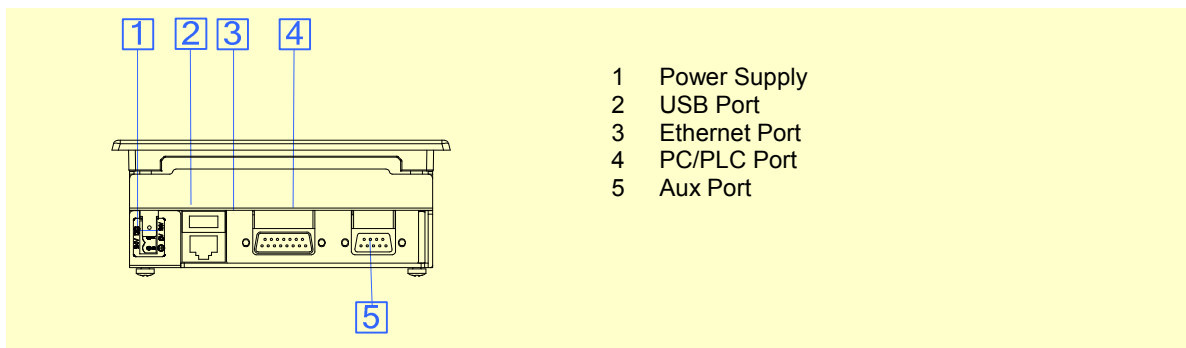 1 2 3 4
1 Power Supply
2 USB Port
3 Ethernet Port
4 PC/PLC Port
5 Aux Port
5